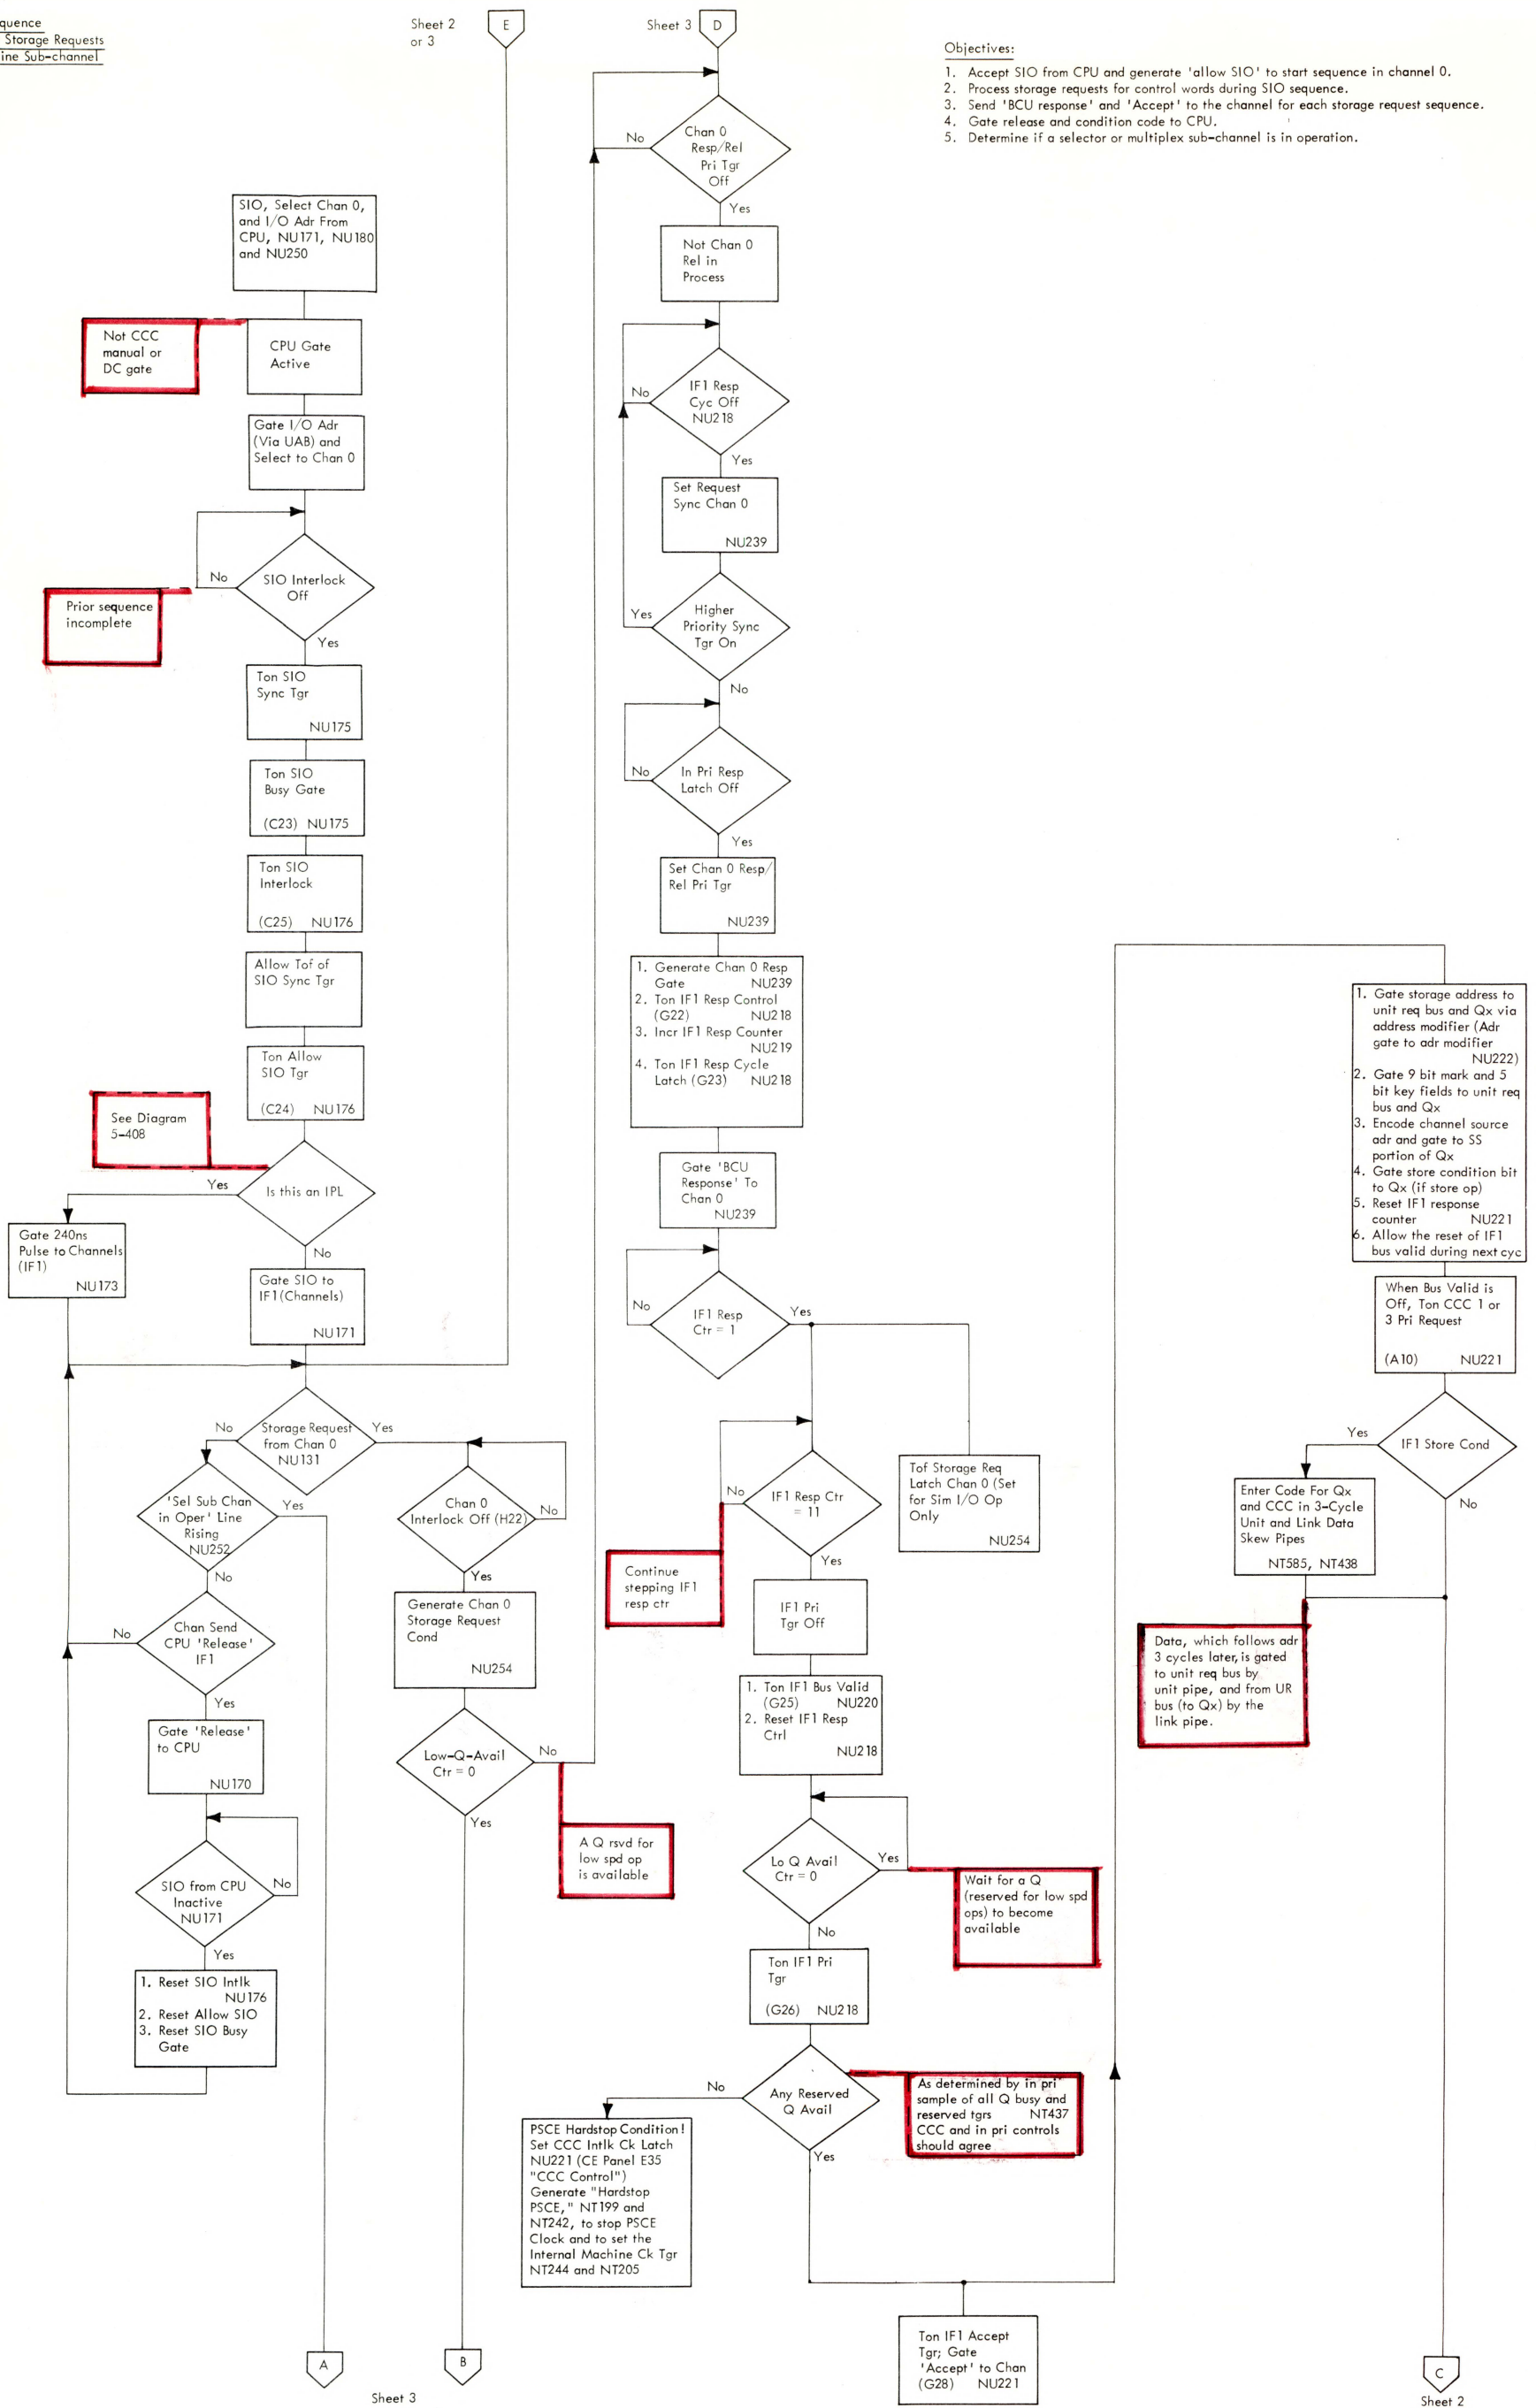 quence
Storage Requests
ine Sub-channel
Sheet 2
or 3
E
Sheet 3
D
Objectives:
1. Accept SIO from CPU and generate 'allow SIO' to start sequence in channel 0.
2. Process storage requests for control words during SIO sequence.
3. Send 'BCU response' and 'Accept' to the channel for each storage request sequence.
4. Gate release and condition code to CPU.
5. Determine if a selector or multiplex sub-channel is in operation.
SIO, Select Chan 0,
and I/O Adr From
CPU, NU171, NU180
and NU250
Not CCC
manual or
DC gate
CPU Gate
Active
Gate I/O Adr
(Via UAB) and
Select to Chan 0
SIO Interlock
Off
No
Yes
Prior sequence
incomplete
Ton SIO
Sync Tgr
NU175
Ton SIO
Busy Gate
(C23) NU175
Ton SIO
Interlock
(C25) NU176
Allow Tof of
SIO Sync Tgr
Ton Allow
SIO Tgr
(C24) NU176
See Diagram
5-408
Is this an IPL
Yes
No
Gate 240ns
Pulse to Channels
(IF1)
NU173
Gate SIO to
IF1(Channels)
NU171
Storage Request
from Chan 0
NU131
No
Yes
'Sel Sub Chan
in Oper' Line
Rising
NU252
Yes
No
Chan Send
CPU 'Release'
IF1
No
Yes
Gate 'Release'
to CPU
NU170
SIO from CPU
Inactive
NU171
No
Yes
1. Reset SIO Intlk
NU176
2. Reset Allow SIO
3. Reset SIO Busy
Gate
A
Chan 0
Interlock Off (H22)
No
Yes
Generate Chan 0
Storage Request
Cond
NU254
Low-Q-Avail
Ctr = 0
No
Yes
A Q rsvd for
low spd op
is available
B
Sheet 3
Chan 0
Resp/Rel
Pri Tgr
Off
No
Yes
Not Chan 0
Rel in
Process
IF1 Resp
Cyc Off
NU218
No
Yes
Set Request
Sync Chan 0
NU239
Higher
Priority Sync
Tgr On
Yes
No
In Pri Resp
Latch Off
No
Yes
Set Chan 0 Resp/
Rel Pri Tgr
NU239
1. Generate Chan 0 Resp
Gate NU239
2. Ton IF1 Resp Control
(G22) NU218
3. Incr IF1 Resp Counter
NU219
4. Ton IF1 Resp Cycle
Latch (G23) NU218
Gate 'BCU
Response' To
Chan 0
NU239
IF1 Resp
Ctr = 1
No
Yes
IF1 Resp Ctr
= 11
No
Yes
Tof Storage Req
Latch Chan 0 (Set
for Sim I/O Op
Only
NU254
Continue
stepping IF1
resp ctr
IF1 Pri
Tgr Off
1. Ton IF1 Bus Valid
(G25) NU220
2. Reset IF1 Resp
Ctrl
NU218
Lo Q Avail
Ctr = 0
Yes
No
Wait for a Q
(reserved for low spd
ops) to become
available
Ton IF1 Pri
Tgr
(G26) NU218
Any Reserved
Q Avail
No
Yes
As determined by in pri
sample of all Q busy and
reserved tgrs NT437
CCC and in pri controls
should agree
PSCE Hardstop Condition!
Set CCC Intlk Ck Latch
NU221 (CE Panel E35
"CCC Control")
Generate "Hardstop
PSCE," NT199 and
NT242, to stop PSCE
Clock and to set the
Internal Machine Ck Tgr
NT244 and NT205
Ton IF1 Accept
Tgr; Gate
'Accept' to Chan
(G28) NU221
1. Gate storage address to
unit req bus and Qx via
address modifier (Adr
gate to adr modifier
NU222)
2. Gate 9 bit mark and 5
bit key fields to unit req
bus and Qx
3. Encode channel source
adr and gate to SS
portion of Qx
4. Gate store condition bit
to Qx (if store op)
5. Reset IF1 response
counter NU221
6. Allow the reset of IF1
bus valid during next cyc
When Bus Valid is
Off, Ton CCC 1 or
3 Pri Request
(A10) NU221
IF1 Store Cond
Yes
No
Enter Code For Qx
and CCC in 3-Cycle
Unit and Link Data
Skew Pipes
NT585, NT438
Data, which follows adr
3 cycles later, is gated
to unit req bus by
unit pipe, and from UR
bus (to Qx) by the
link pipe.
C
Sheet 2